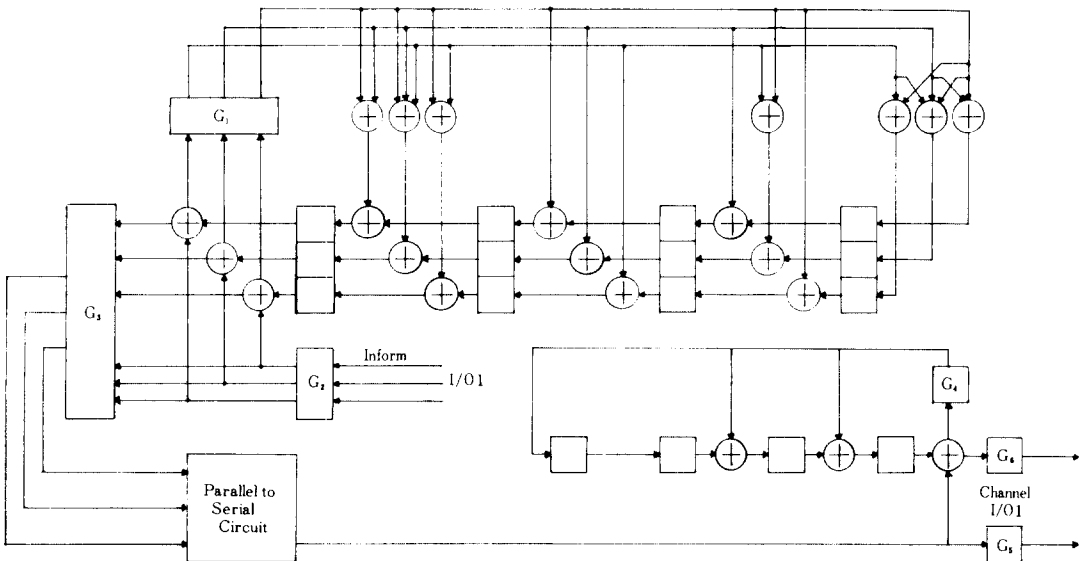 G₁
G₃
G₂
Inform
I/O1
G₄
G₆
Channel
I/O1
G₅
Parallel to
Serial
Circuit